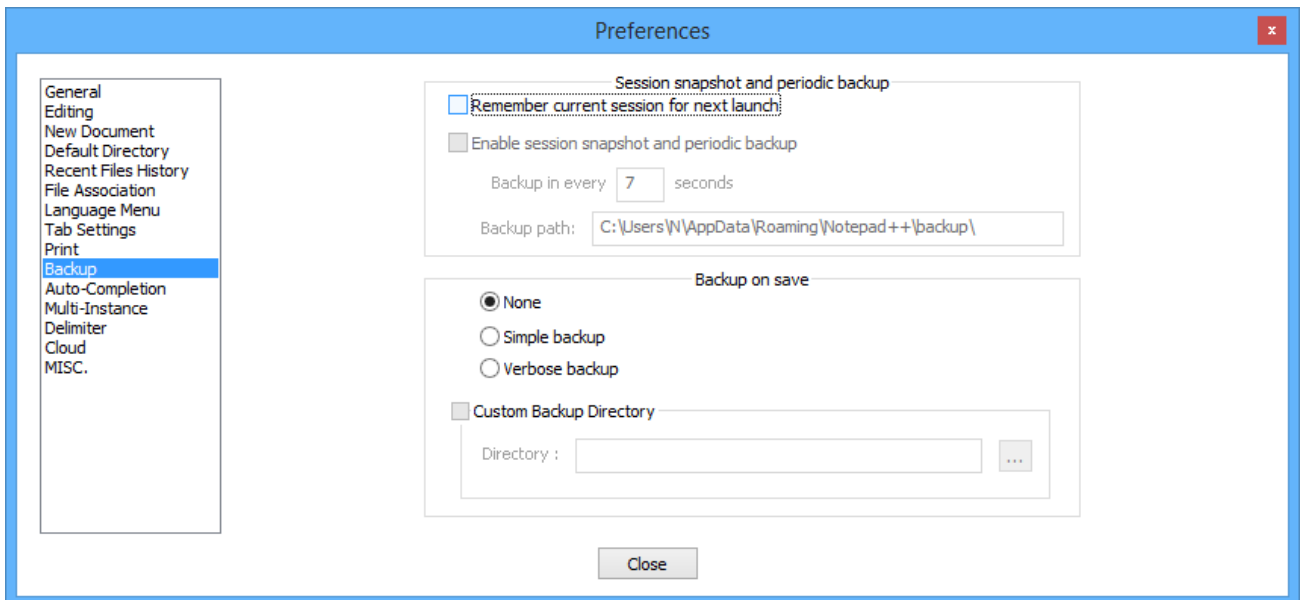 Preferences
x
General
Editing
New Document
Default Directory
Recent Files History
File Association
Language Menu
Tab Settings
Print
Backup
Auto-Completion
Multi-Instance
Delimiter
Cloud
MISC.
Session snapshot and periodic backup
Remember current session for next launch
Enable session snapshot and periodic backup
Backup in every 7 seconds
Backup path: C:\Users\N\AppData\Roaming\Notepad++\backup\
Backup on save
None
Simple backup
Verbose backup
Custom Backup Directory
Directory : ...
Close